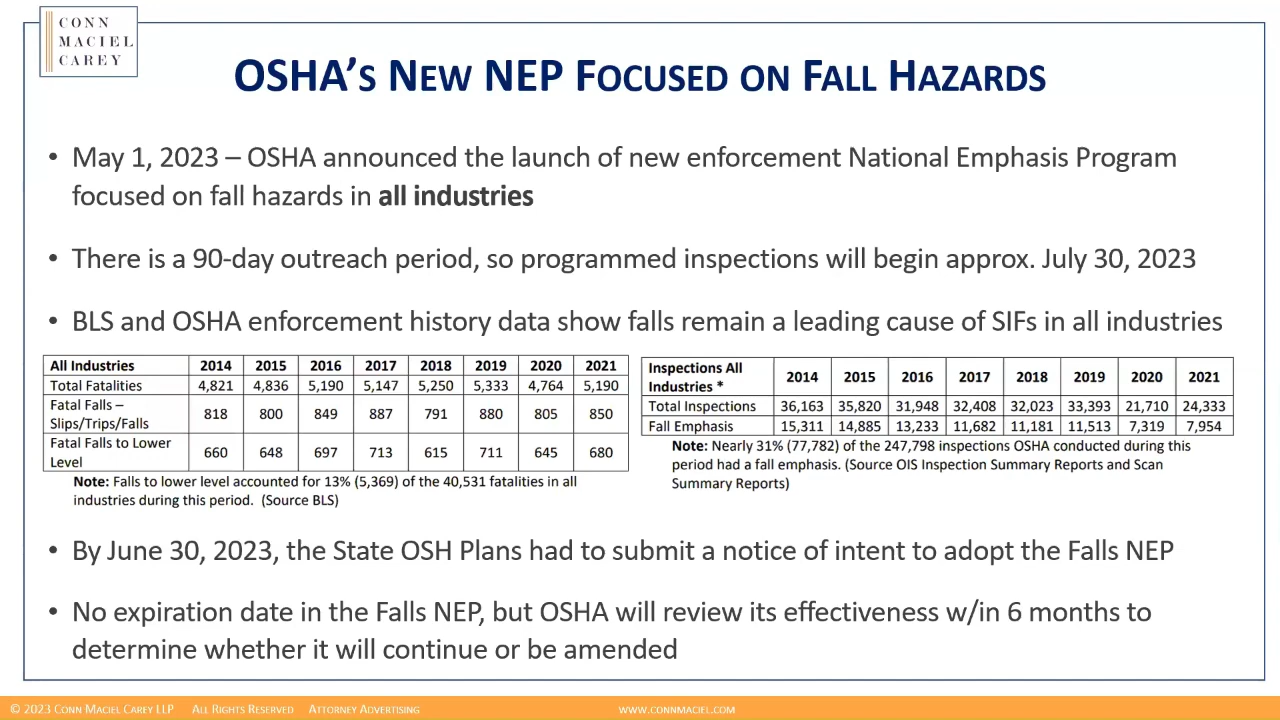 CONN
MACIEL
CAREY
OSHA's New NEP Focused on Fall Hazards
• May 1, 2023 – OSHA announced the launch of new enforcement National Emphasis Program
focused on fall hazards in all industries
• There is a 90-day outreach period, so programmed inspections will begin approx. July 30, 2023
• BLS and OSHA enforcement history data show falls remain a leading cause of SIFs in all industries
All Industries 2014 2015 2016 2017 2018 2019 2020 2021
Total Fatalities 4,821 4,836 5,190 5,147 5,250 5,333 4,764 5,190
Fatal Falls –
Slips/Trips/Falls 818 800 849 887 791 880 805 850
Fatal Falls to Lower
Level 660 648 697 713 615 711 645 680
Note: Falls to lower level accounted for 13% (5,369) of the 40,531 fatalities in all
industries during this period. (Source BLS)
Inspections All
Industries * 2014 2015 2016 2017 2018 2019 2020 2021
Total Inspections 36,163 35,820 31,948 32,408 32,023 33,393 21,710 24,333
Fall Emphasis 15,311 14,885 13,233 11,682 11,181 11,513 7,319 7,954
Note: Nearly 31% (77,782) of the 247,798 inspections OSHA conducted during this
period had a fall emphasis. (Source OIS Inspection Summary Reports and Scan
Summary Reports)
• By June 30, 2023, the State OSH Plans had to submit a notice of intent to adopt the Falls NEP
• No expiration date in the Falls NEP, but OSHA will review its effectiveness w/in 6 months to
determine whether it will continue or be amended
© 2023 Conn Maciel Carey LLP All Rights Reserved Attorney Advertising www.connmaciel.com